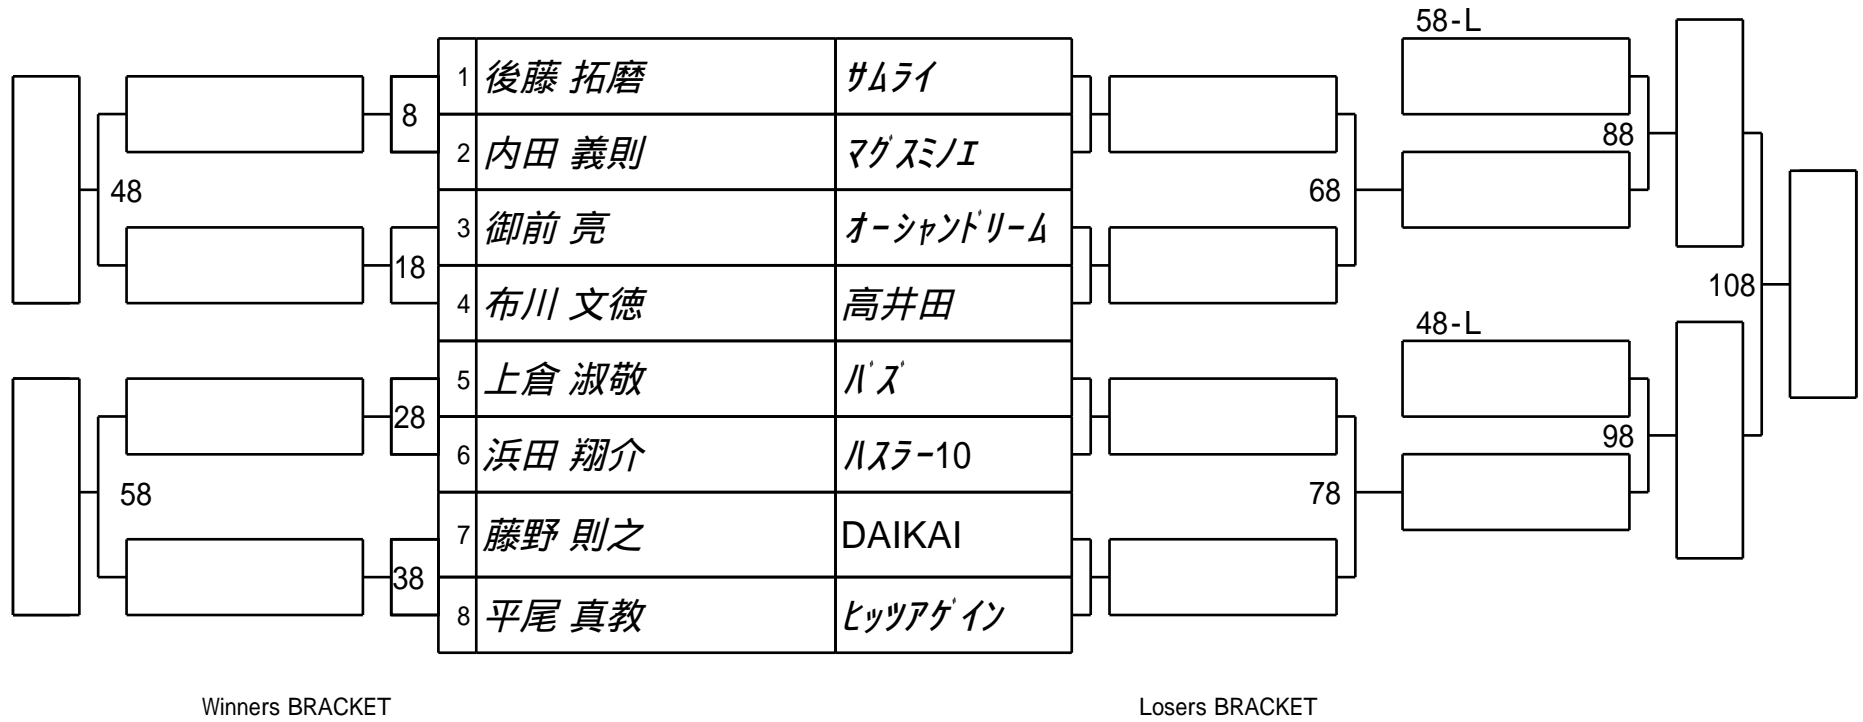 58-L
1 後藤 拓磨 ｻﾑﾗｲ
8
88
2 内田 義則 ﾏｸﾞｽﾐﾉｴ
48
68
3 御前 亮 ｵｰｼｬﾝﾄﾞﾘｰﾑ
18
108
4 布川 文徳 高井田
48-L
5 上倉 淑敬 ﾊﾞｽﾞ
28
98
6 浜田 翔介 ﾊｽﾗｰ10
58
78
7 藤野 則之 DAIKAI
38
8 平尾 真教 ﾋｯﾂｱｹﾞｲﾝ
Winners BRACKET
Losers BRACKET